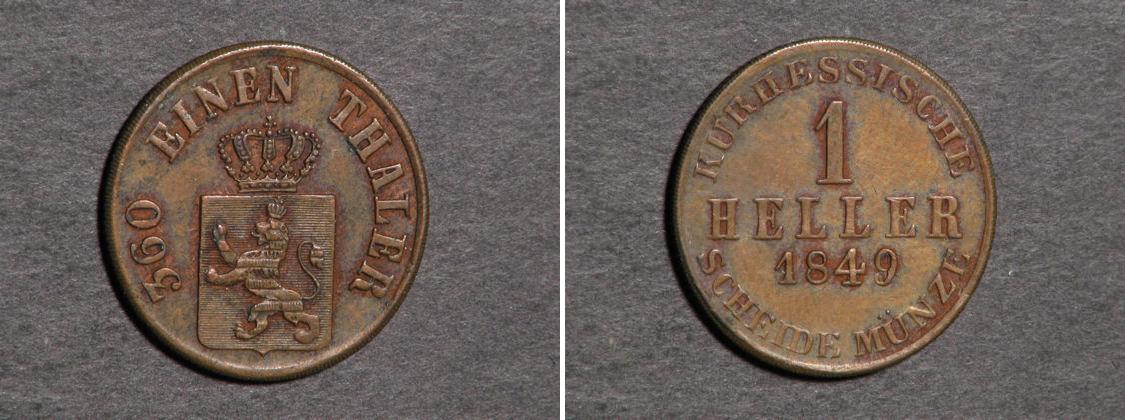 360 EINEN THALER
KURHESSISCHE
1
HELLER
1849
SCHEIDE MÜNZE